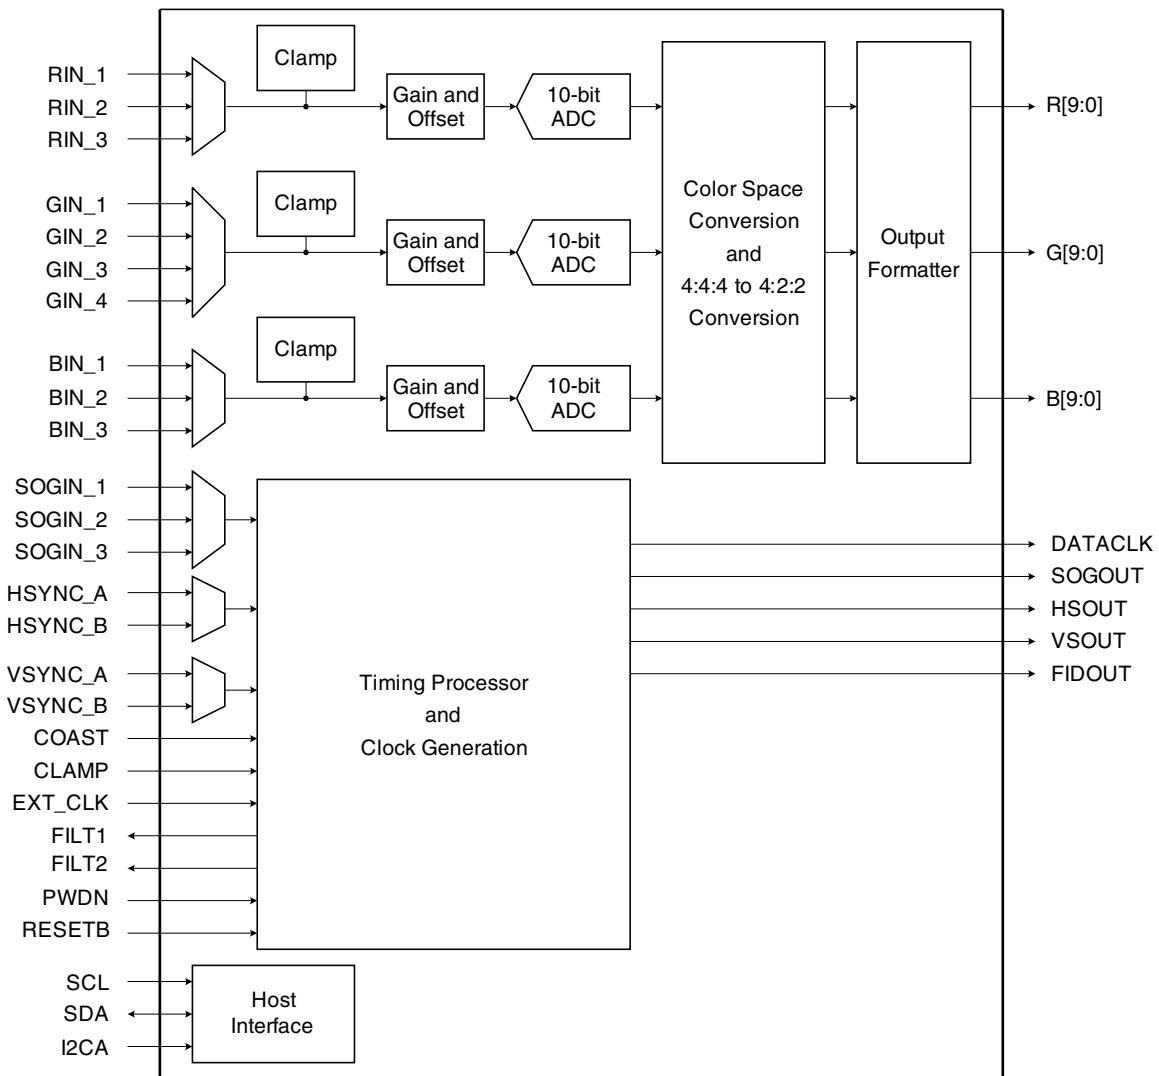 Clamp
RIN_1
RIN_2
RIN_3
Gain and
Offset
10-bit
ADC
R[9:0]
Clamp
GIN_1
GIN_2
GIN_3
GIN_4
Gain and
Offset
10-bit
ADC
Color Space
Conversion
and
4:4:4 to 4:2:2
Conversion
Output
Formatter
G[9:0]
Clamp
BIN_1
BIN_2
BIN_3
Gain and
Offset
10-bit
ADC
B[9:0]
SOGIN_1
SOGIN_2
SOGIN_3
HSYNC_A
HSYNC_B
VSYNC_A
VSYNC_B
COAST
CLAMP
EXT_CLK
FILT1
FILT2
PWDN
RESETB
Timing Processor
and
Clock Generation
DATACLK
SOGOUT
HSOUT
VSOUT
FIDOUT
SCL
SDA
I2CA
Host
Interface